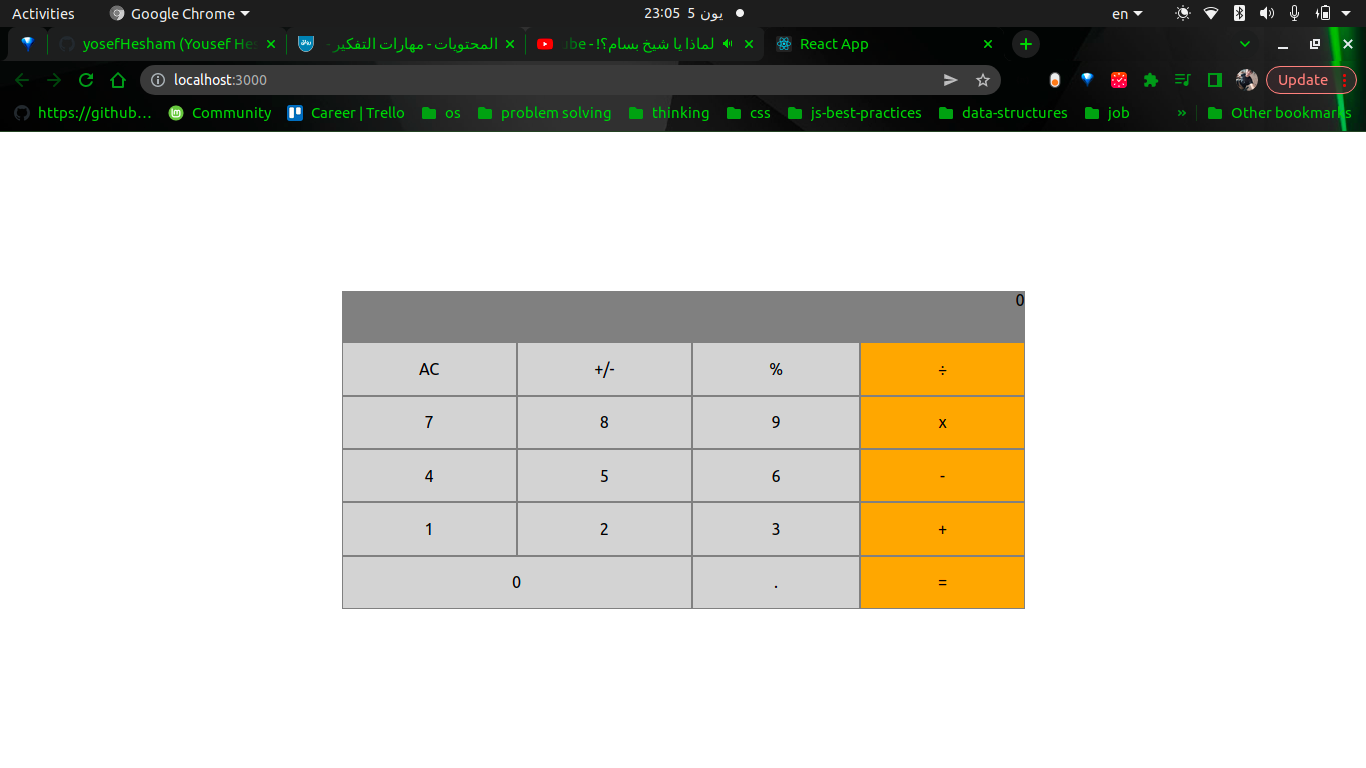 Activities Google Chrome 23:05 5 يون en
yosefHesham (Yousef Hes المحتويات - مهارات التفكير - لماذا يا شيخ بسام؟! - ube React App
localhost:3000 Update
https://github... Community Career | Trello os problem solving thinking css js-best-practices data-structures job » Other bookmarks
0
AC +/- % ÷
7 8 9 x
4 5 6 -
1 2 3 +
0 . =